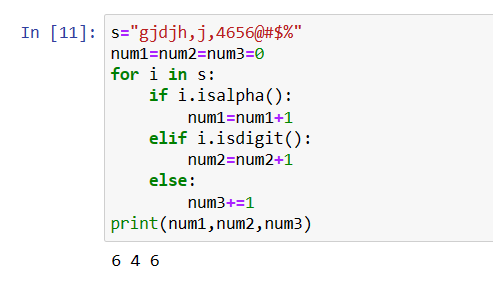 In [11]: s="gjdjh,j,4656@#$%"
num1=num2=num3=0
for i in s:
    if i.isalpha():
        num1=num1+1
    elif i.isdigit():
        num2=num2+1
    else:
        num3+=1
print(num1,num2,num3)
6 4 6